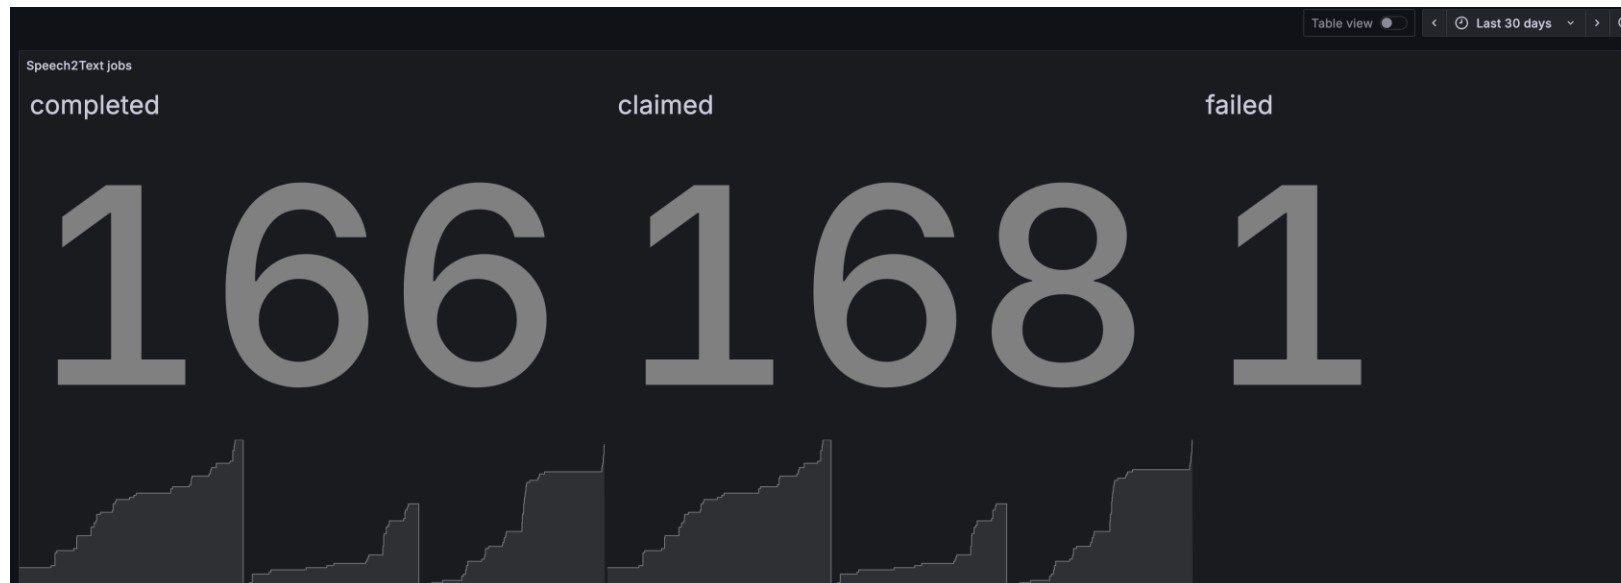 Table view
Last 30 days
Speech2Text jobs
completed
claimed
failed
166
168
1